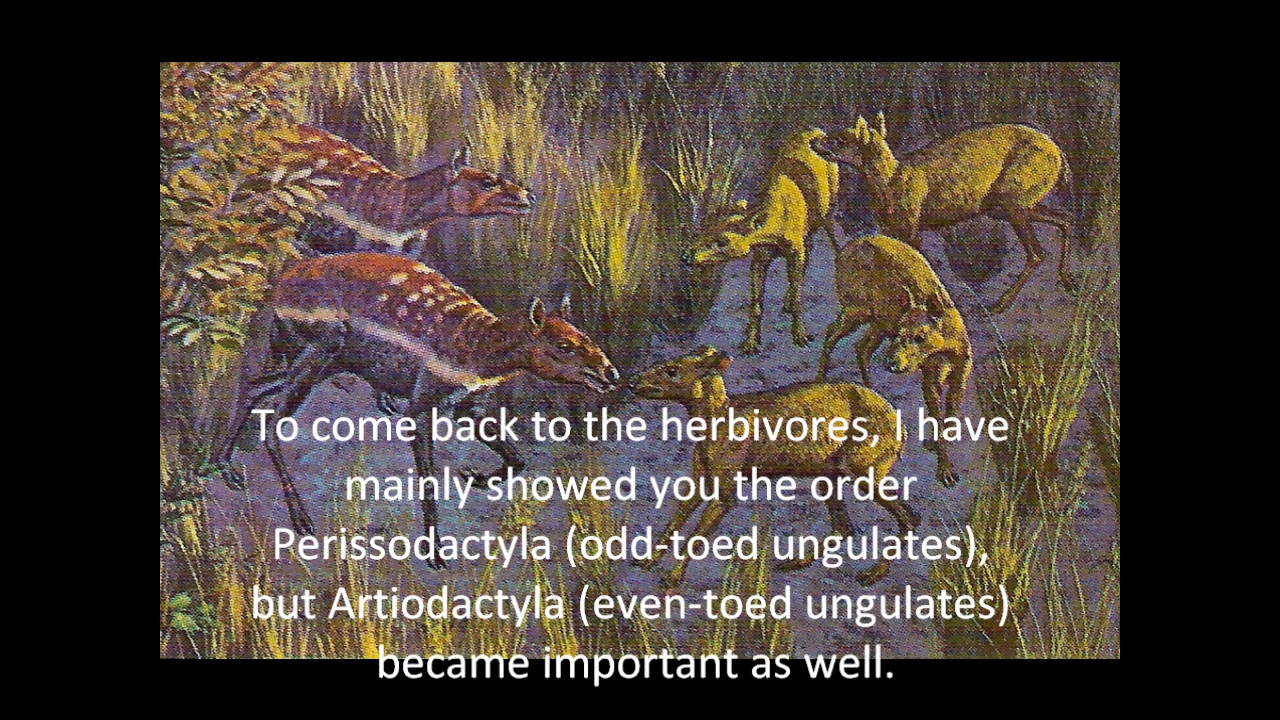 To come back to the herbivores, I have
mainly showed you the order
Perissodactyla (odd-toed ungulates),
but Artiodactyla (even-toed ungulates)
became important as well.